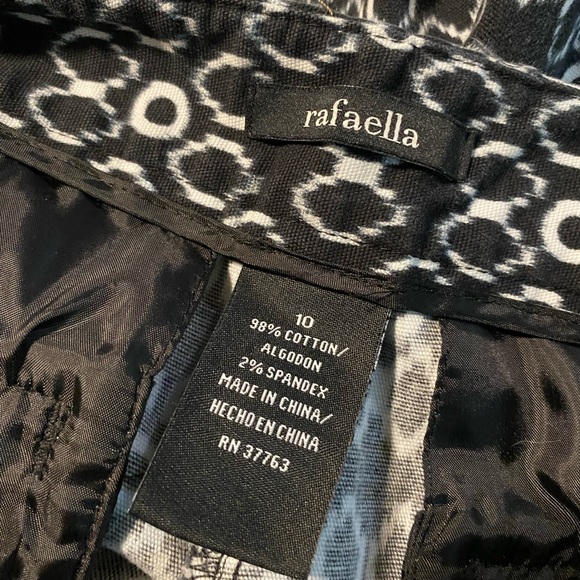 rafaella
10
98% COTTON/
ALGODON
2% SPANDEX
MADE IN CHINA/
HECHO EN CHINA
RN 37763